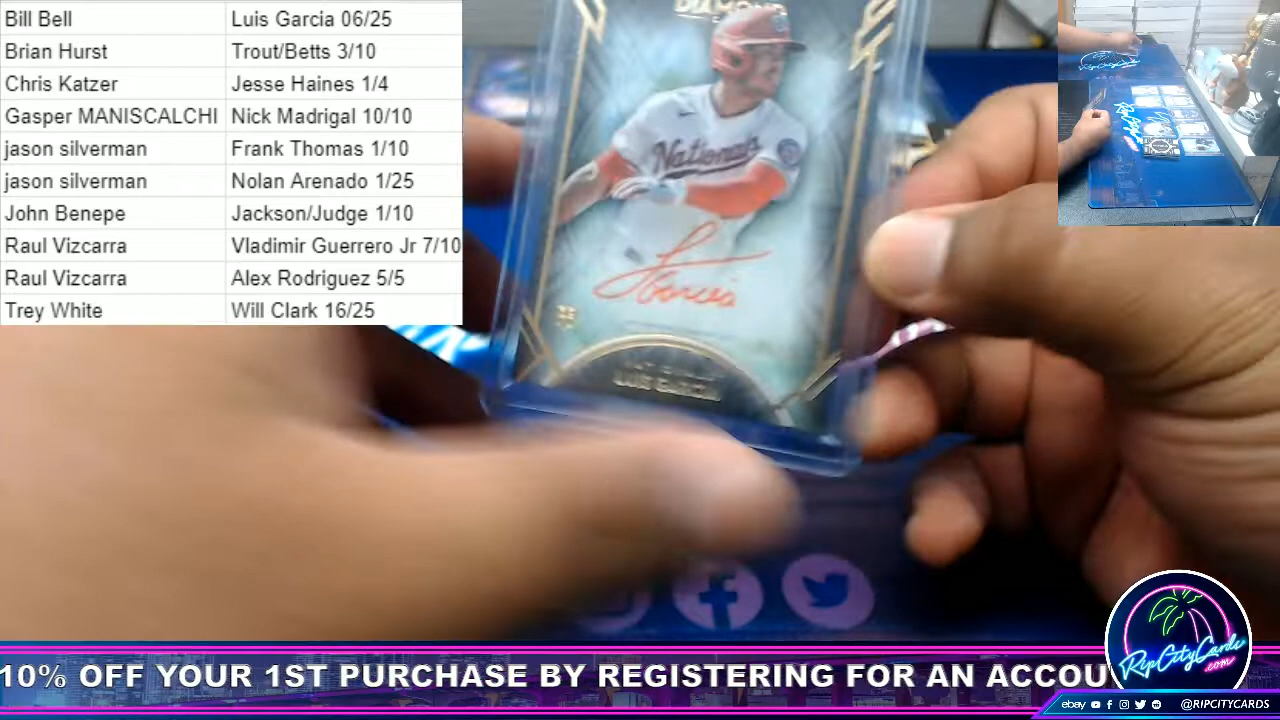 Bill Bell Luis Garcia 06/25
Brian Hurst Trout/Betts 3/10
Chris Katzer Jesse Haines 1/4
Gasper MANISCALCHI Nick Madrigal 10/10
jason silverman Frank Thomas 1/10
jason silverman Nolan Arenado 1/25
John Benepe Jackson/Judge 1/10
Raul Vizcarra Vladimir Guerrero Jr 7/10
Raul Vizcarra Alex Rodriguez 5/5
Trey White Will Clark 16/25
DIAMOND
Nationals
L Garcia
LUIS GARCIA
10% OFF YOUR 1ST PURCHASE BY REGISTERING FOR AN ACCOU
RipCityCards
.com
ebay @RIPCITYCARDS